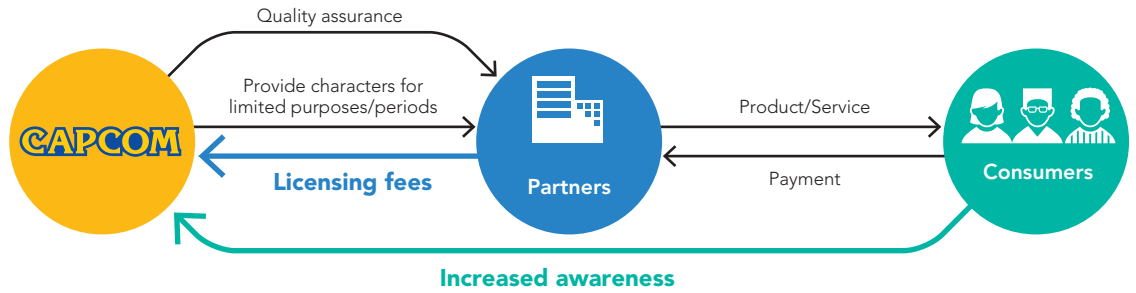 Quality assurance
Provide characters for
limited purposes/periods
CAPCOM
Licensing fees
Partners
Product/Service
Payment
Consumers
Increased awareness